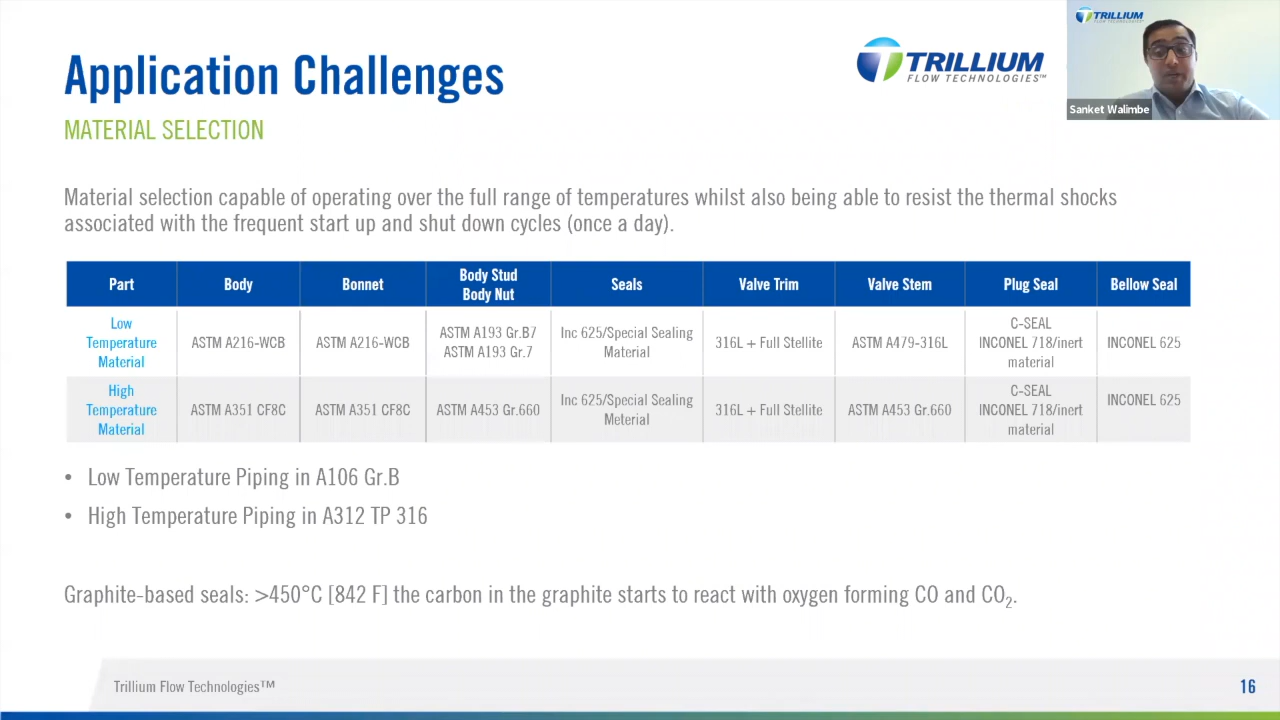 Application Challenges
MATERIAL SELECTION
TRILLIUM
FLOW TECHNOLOGIES™
TRILLIUM
FLOW TECHNOLOGIES
Sanket Walimbe
Material selection capable of operating over the full range of temperatures whilst also being able to resist the thermal shocks
associated with the frequent start up and shut down cycles (once a day).
Part
Body
Bonnet
Body Stud
Body Nut
Seals
Valve Trim
Valve Stem
Plug Seal
Bellow Seal
Low
Temperature
Material
ASTM A216-WCB
ASTM A216-WCB
ASTM A193 Gr.B7
ASTM A193 Gr.7
Inc 625/Special Sealing
Material
316L + Full Stellite
ASTM A479-316L
C-SEAL
INCONEL 718/inert
material
INCONEL 625
High
Temperature
Material
ASTM A351 CF8C
ASTM A351 CF8C
ASTM A453 Gr.660
Inc 625/Special Sealing
Meterial
316L + Full Stellite
ASTM A453 Gr.660
C-SEAL
INCONEL 718/inert
material
INCONEL 625
• Low Temperature Piping in A106 Gr.B
• High Temperature Piping in A312 TP 316
Graphite-based seals: >450°C [842 F] the carbon in the graphite starts to react with oxygen forming CO and CO₂.
Trillium Flow Technologies™
16